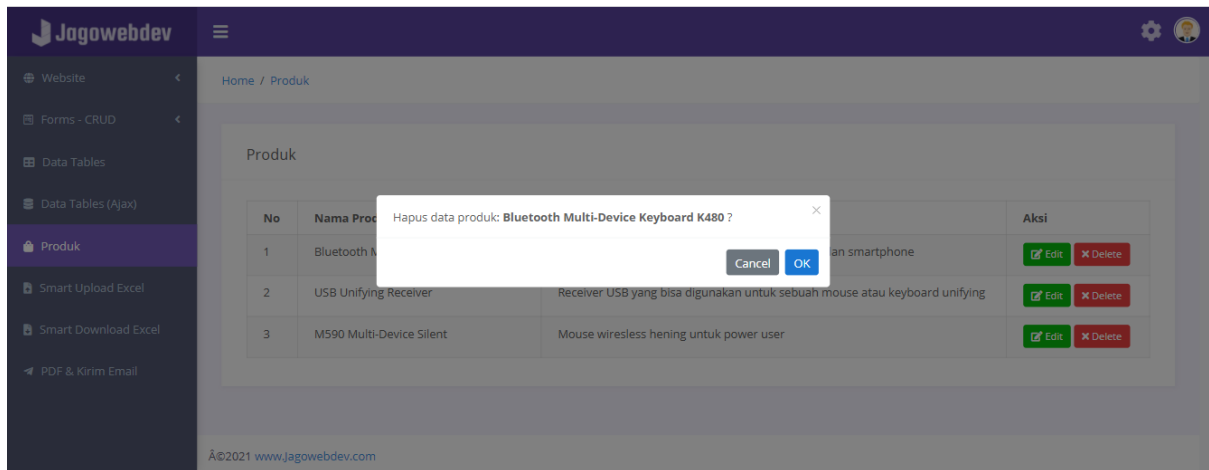 Jagowebdev
Website
Forms - CRUD
Data Tables
Data Tables (Ajax)
Produk
Smart Upload Excel
Smart Download Excel
PDF & Kirim Email
Home / Produk
Produk
No Nama Prod Aksi
Hapus data produk: Bluetooth Multi-Device Keyboard K480 ?
×
Cancel OK
1 Bluetooth smartphone Edit Delete
2 USB Unifying Receiver Receiver USB yang bisa digunakan untuk sebuah mouse atau keyboard unifying Edit Delete
3 M590 Multi-Device Silent Mouse wiresless hening untuk power user Edit Delete
Â©2021 www.Jagowebdev.com